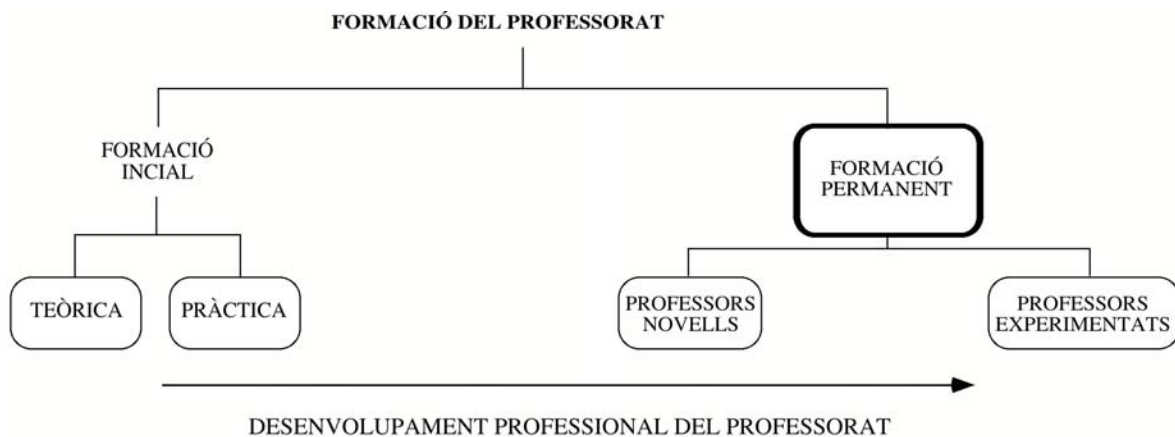 FORMACIÓ DEL PROFESSORAT
FORMACIÓ
INCIAL
FORMACIÓ
PERMANENT
TEÒRICA
PRÀCTICA
PROFESSORS
NOVELLS
PROFESSORS
EXPERIMENTATS
DESENVOLUPAMENT PROFESSIONAL DEL PROFESSORAT